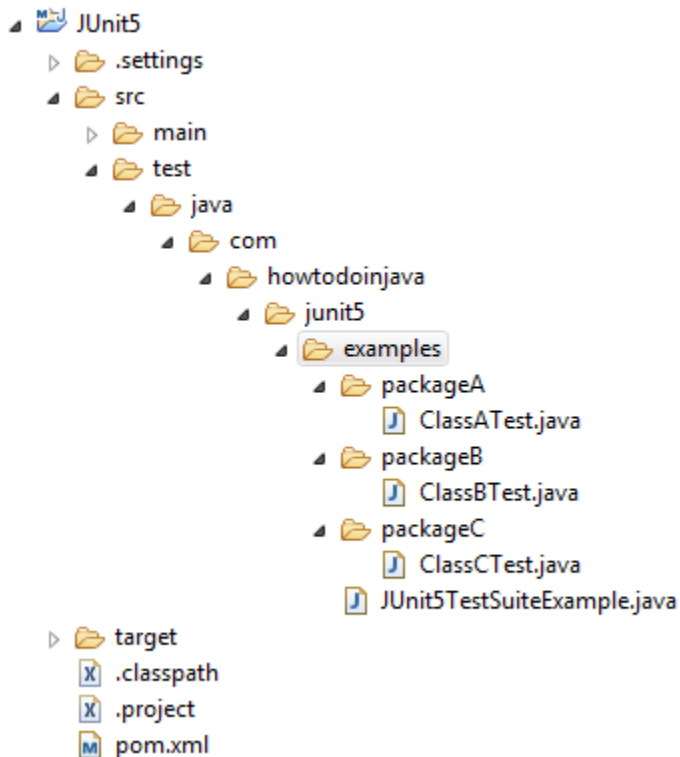 JUnit5
.settings
src
main
test
java
com
howtodoinjava
junit5
examples
packageA
ClassATest.java
packageB
ClassBTest.java
packageC
ClassCTest.java
JUnit5TestSuiteExample.java
target
.classpath
.project
pom.xml